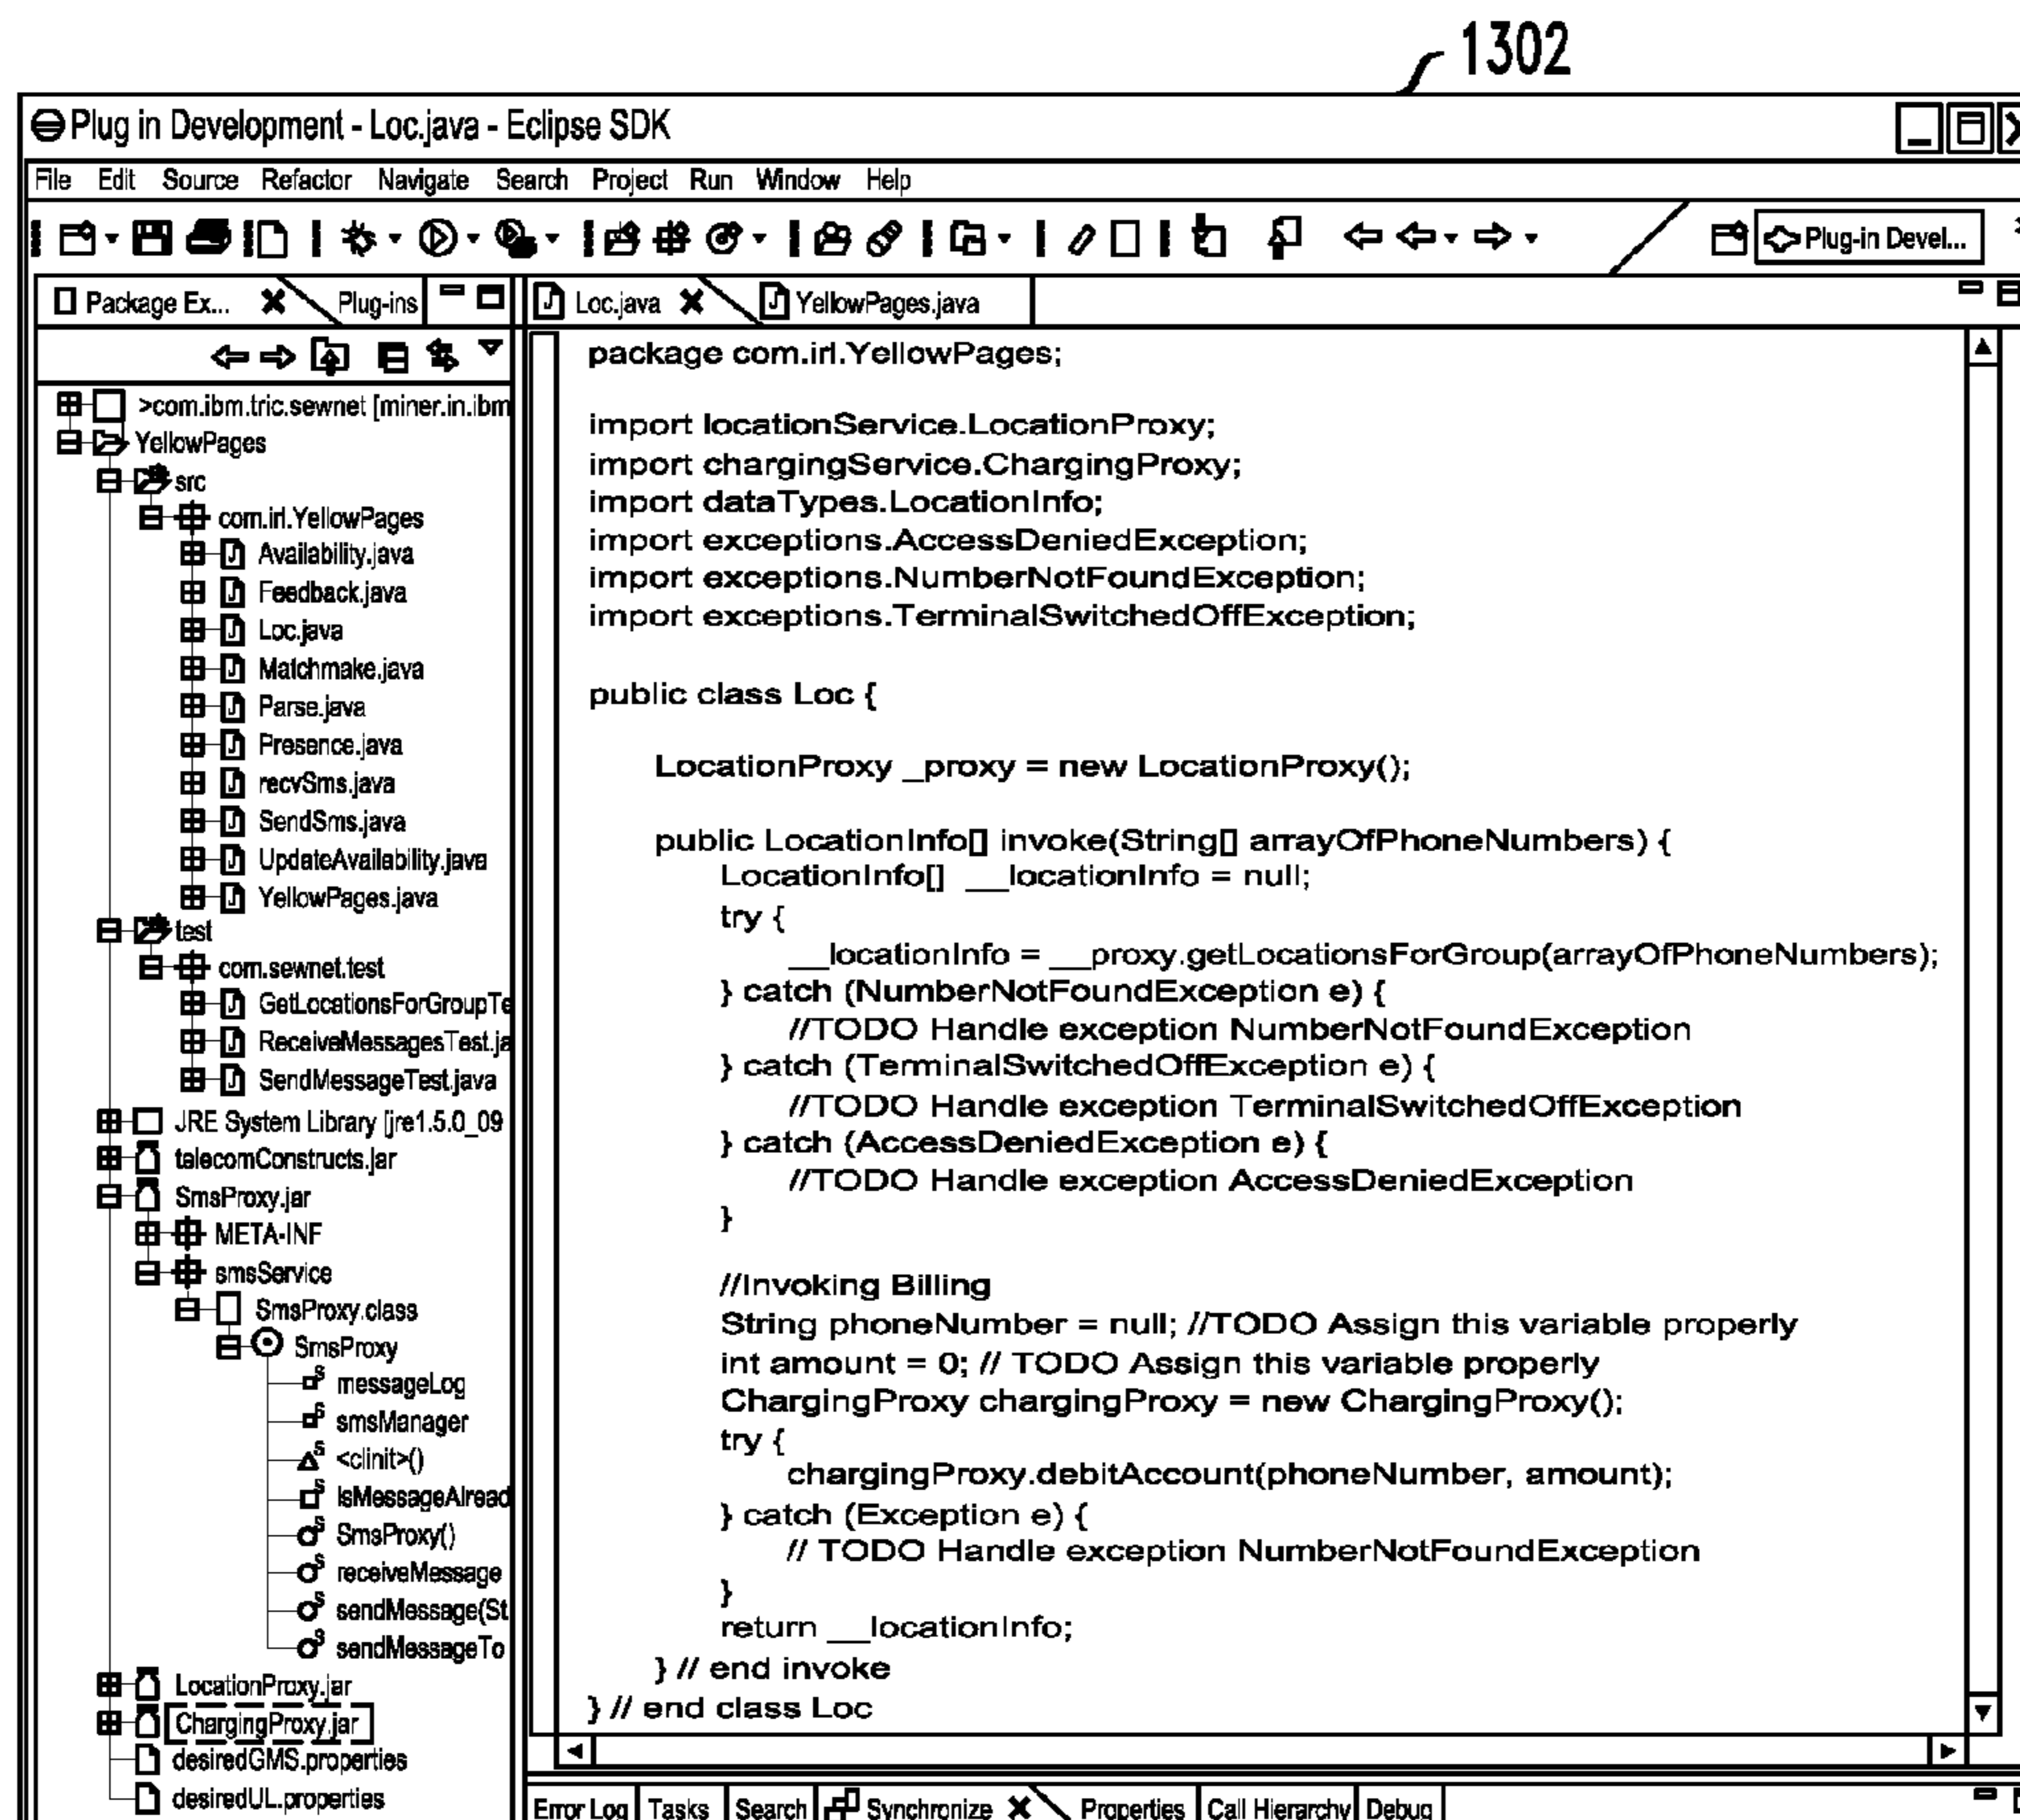 1302
Plug in Development - Loc.java - Eclipse SDK
File Edit Source Refactor Navigate Search Project Run Window Help
Plug-in Devel...
Package Ex... Plug-ins
>com.ibm.tric.sewnet [miner.in.ibm
YellowPages
src
com.irl.YellowPages
Availability.java
Feedback.java
Loc.java
Matchmake.java
Parse.java
Presence.java
recvSms.java
SendSms.java
UpdateAvailability.java
YellowPages.java
test
com.sewnet.test
GetLocationsForGroupTe
ReceiveMessagesTest.ja
SendMessageTest.java
JRE System Library [jre1.5.0_09
telecomConstructs.jar
SmsProxy.jar
META-INF
smsService
SmsProxy.class
SmsProxy
messageLog
smsManager
<clinit>()
IsMessageAlread
SmsProxy()
receiveMessage
sendMessage(St
sendMessageTo
LocationProxy.jar
ChargingProxy.jar
desiredGMS.properties
desiredUL.properties
Loc.java YellowPages.java
package com.irl.YellowPages;
import locationService.LocationProxy;
import chargingService.ChargingProxy;
import dataTypes.LocationInfo;
import exceptions.AccessDeniedException;
import exceptions.NumberNotFoundException;
import exceptions.TerminalSwitchedOffException;
public class Loc {
LocationProxy _proxy = new LocationProxy();
public LocationInfo[] invoke(String[] arrayOfPhoneNumbers) {
LocationInfo[] __locationInfo = null;
try {
__locationInfo = __proxy.getLocationsForGroup(arrayOfPhoneNumbers);
} catch (NumberNotFoundException e) {
//TODO Handle exception NumberNotFoundException
} catch (TerminalSwitchedOffException e) {
//TODO Handle exception TerminalSwitchedOffException
} catch (AccessDeniedException e) {
//TODO Handle exception AccessDeniedException
}
//Invoking Billing
String phoneNumber = null; //TODO Assign this variable properly
int amount = 0; // TODO Assign this variable properly
ChargingProxy chargingProxy = new ChargingProxy();
try {
chargingProxy.debitAccount(phoneNumber, amount);
} catch (Exception e) {
// TODO Handle exception NumberNotFoundException
}
return __locationInfo;
} // end invoke
} // end class Loc
Error Log Tasks Search Synchronize Properties Call Hierarchy Debug